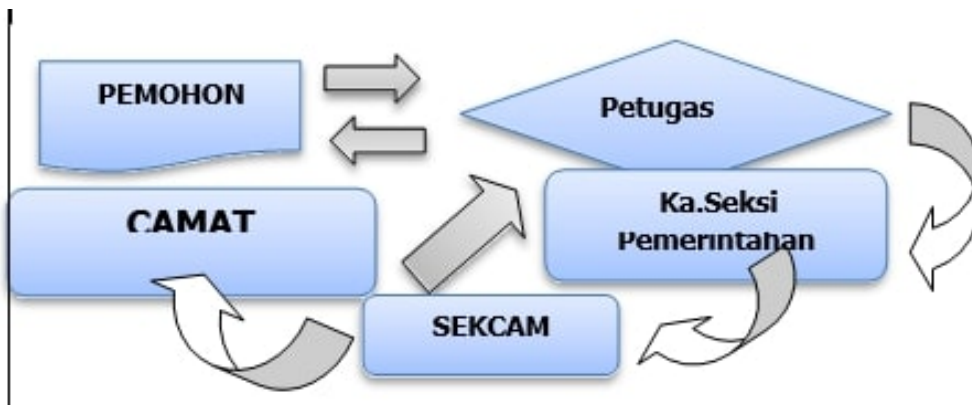 PEMOHON
Petugas
CAMAT
Ka.Seksi
Pemerintahan
SEKCAM